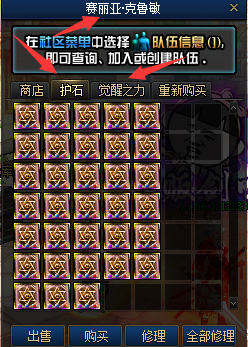 赛丽亚·克鲁敏
在社区菜单中选择 队伍信息(I),
即可查询、加入或创建队伍。
商店 护石 觉醒之力 重新购买
出售 购买 修理 全部修理